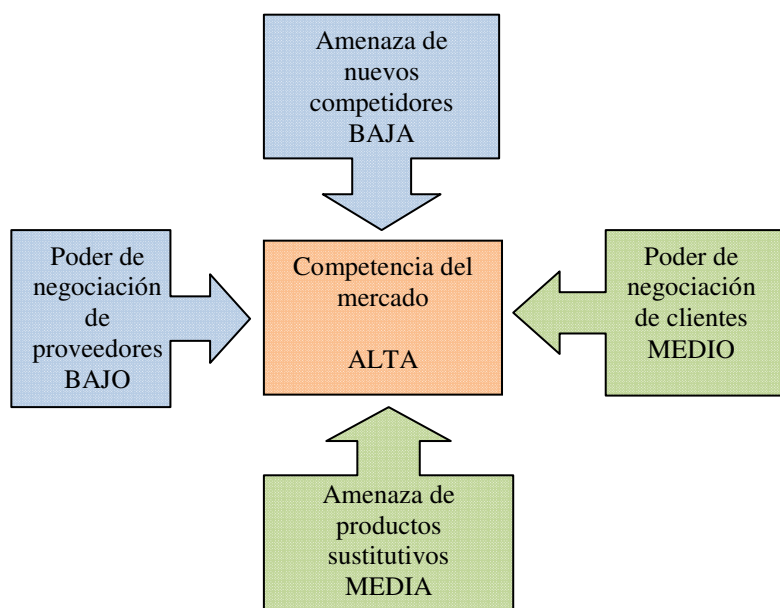 Amenaza de
nuevos
competidores
BAJA
Poder de
negociación
de
proveedores
BAJO
Competencia del
mercado
ALTA
Poder de
negociación
de clientes
MEDIO
Amenaza de
productos
sustitutivos
MEDIA